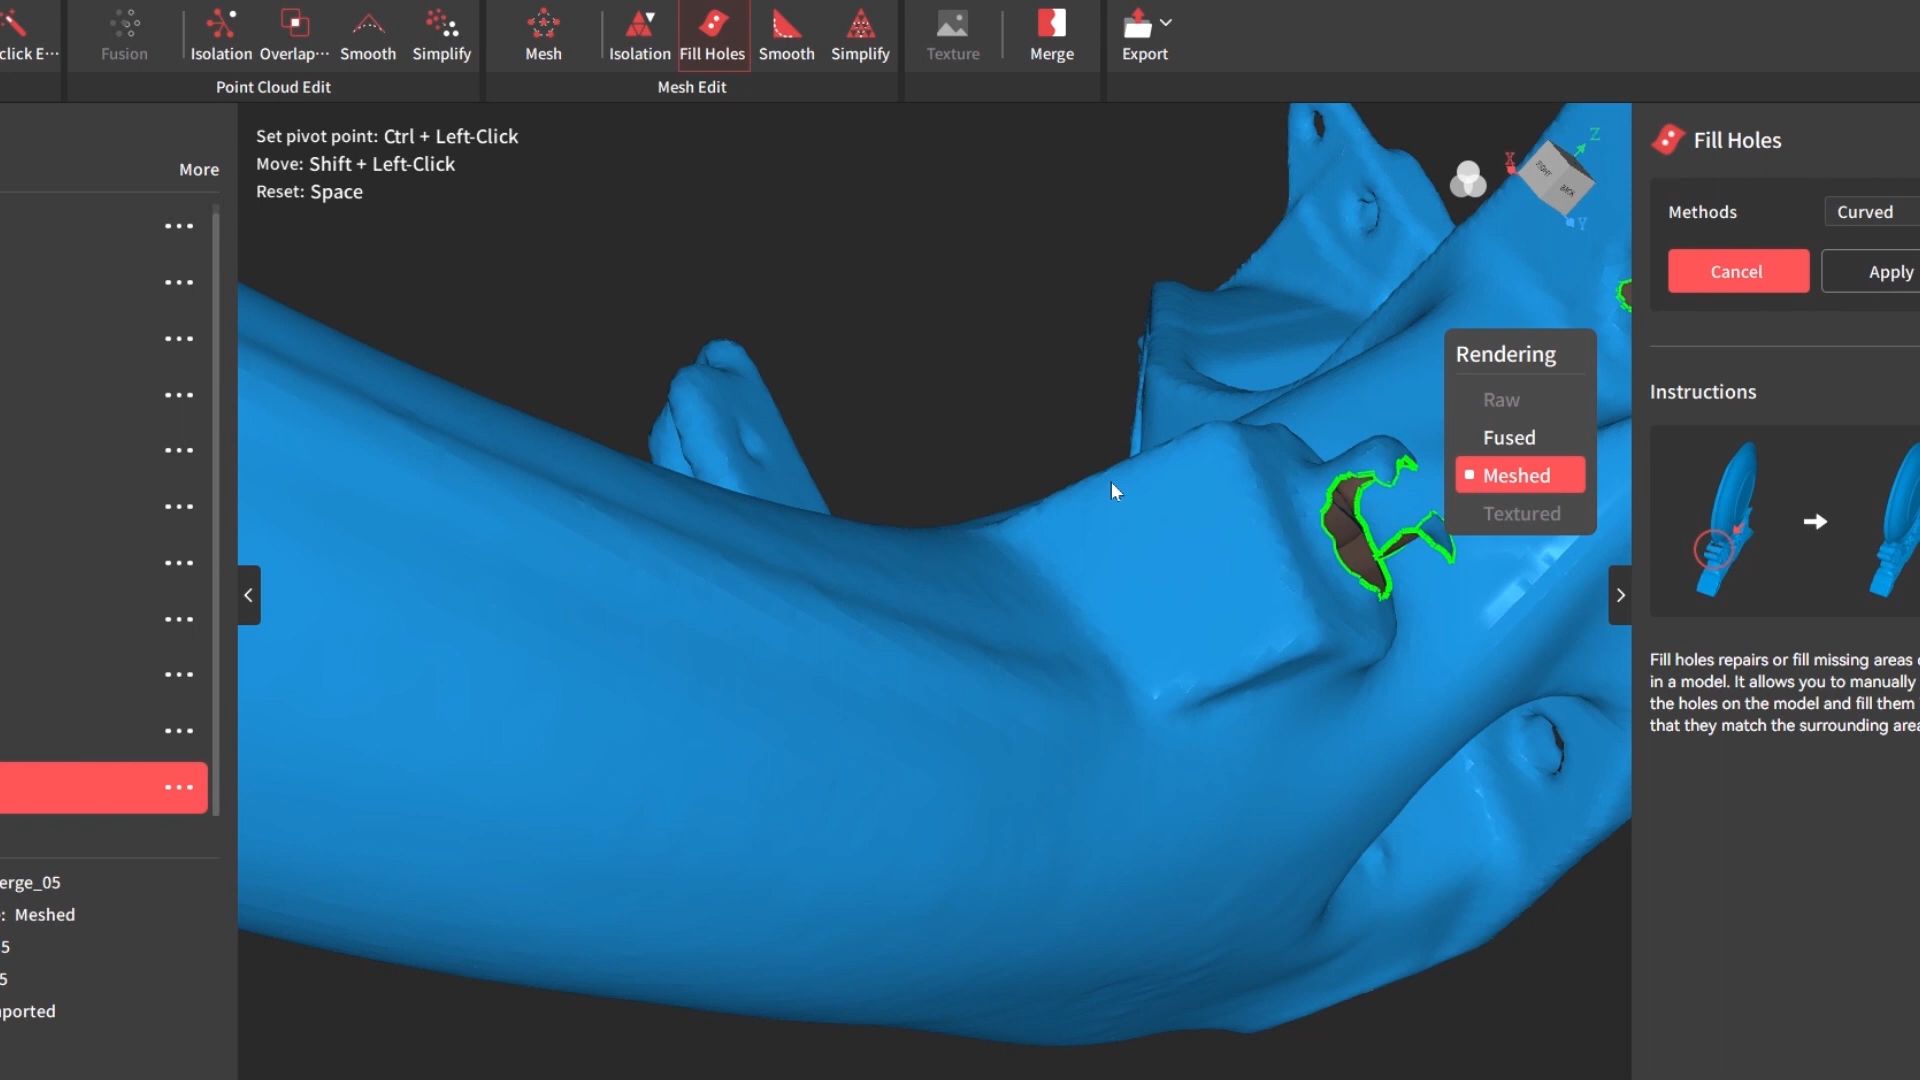 click E...
Fusion
Isolation
Overlap...
Smooth
Simplify
Point Cloud Edit
Mesh
Isolation
Fill Holes
Smooth
Simplify
Mesh Edit
Texture
Merge
Export
More
Set pivot point: Ctrl + Left-Click
Move: Shift + Left-Click
Reset: Space
X
Z
Y
RIGHT
BACK
Rendering
Raw
Fused
Meshed
Textured
Fill Holes
Methods
Curved
Cancel
Apply
Instructions
Fill holes repairs or fill missing areas
in a model. It allows you to manually
the holes on the model and fill them
that they match the surrounding area
erge_05
: Meshed
5
5
ported